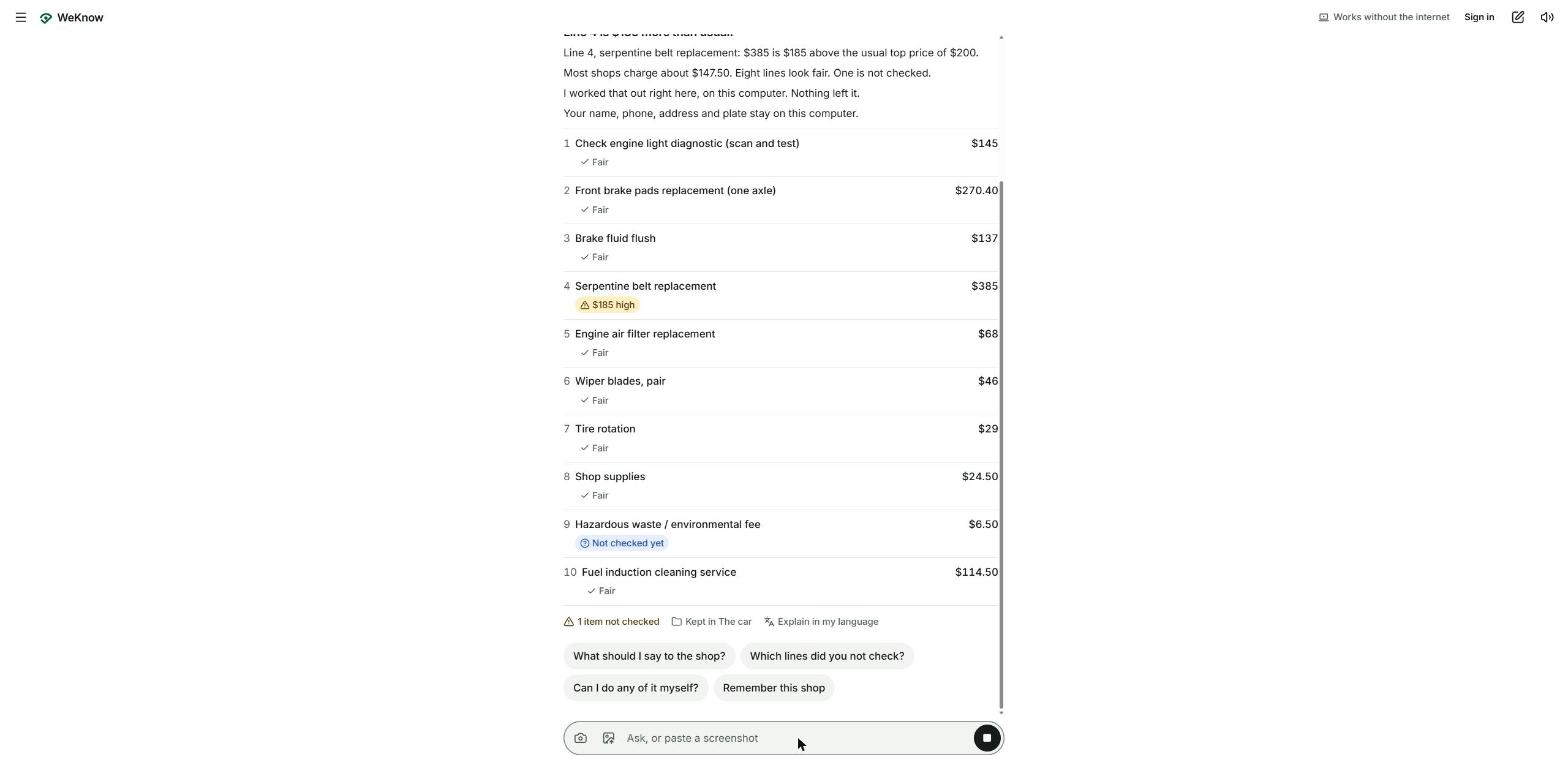 WeKnow
Works without the internet
Sign in
Line 4 is $185 more than usual.
Line 4, serpentine belt replacement: $385 is $185 above the usual top price of $200.
Most shops charge about $147.50. Eight lines look fair. One is not checked.
I worked that out right here, on this computer. Nothing left it.
Your name, phone, address and plate stay on this computer.
1 Check engine light diagnostic (scan and test) $145
Fair
2 Front brake pads replacement (one axle) $270.40
Fair
3 Brake fluid flush $137
Fair
4 Serpentine belt replacement $385
$185 high
5 Engine air filter replacement $68
Fair
6 Wiper blades, pair $46
Fair
7 Tire rotation $29
Fair
8 Shop supplies $24.50
Fair
9 Hazardous waste / environmental fee $6.50
Not checked yet
10 Fuel induction cleaning service $114.50
Fair
1 item not checked Kept in The car Explain in my language
What should I say to the shop? Which lines did you not check?
Can I do any of it myself? Remember this shop
Ask, or paste a screenshot